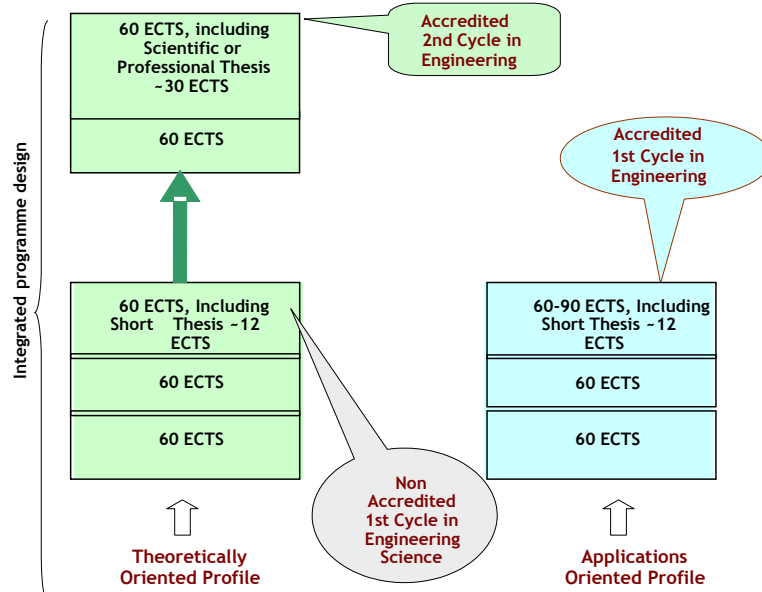 Integrated programme design
60 ECTS, including
Scientific or
Professional Thesis
~30 ECTS
60 ECTS
Accredited
2nd Cycle in
Engineering
Accredited
1st Cycle in
Engineering
60 ECTS, Including
Short Thesis ~12
ECTS
60 ECTS
60 ECTS
Non
Accredited
1st Cycle in
Engineering
Science
60-90 ECTS, Including
Short Thesis ~12
ECTS
60 ECTS
60 ECTS
Theoretically
Oriented Profile
Applications
Oriented Profile